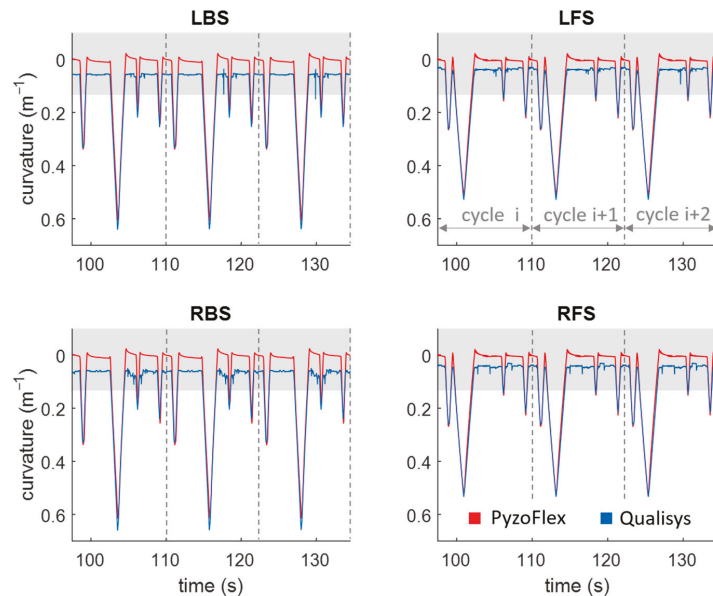 LBS
LFS
curvature (m⁻¹)
0
0.2
0.4
0.6
100
110
120
130
0
0.2
0.4
0.6
cycle i
cycle i+1
cycle i+2
100
110
120
130
RBS
RFS
curvature (m⁻¹)
0
0.2
0.4
0.6
100
110
120
130
time (s)
0
0.2
0.4
0.6
PyzoFlex
Qualisys
100
110
120
130
time (s)